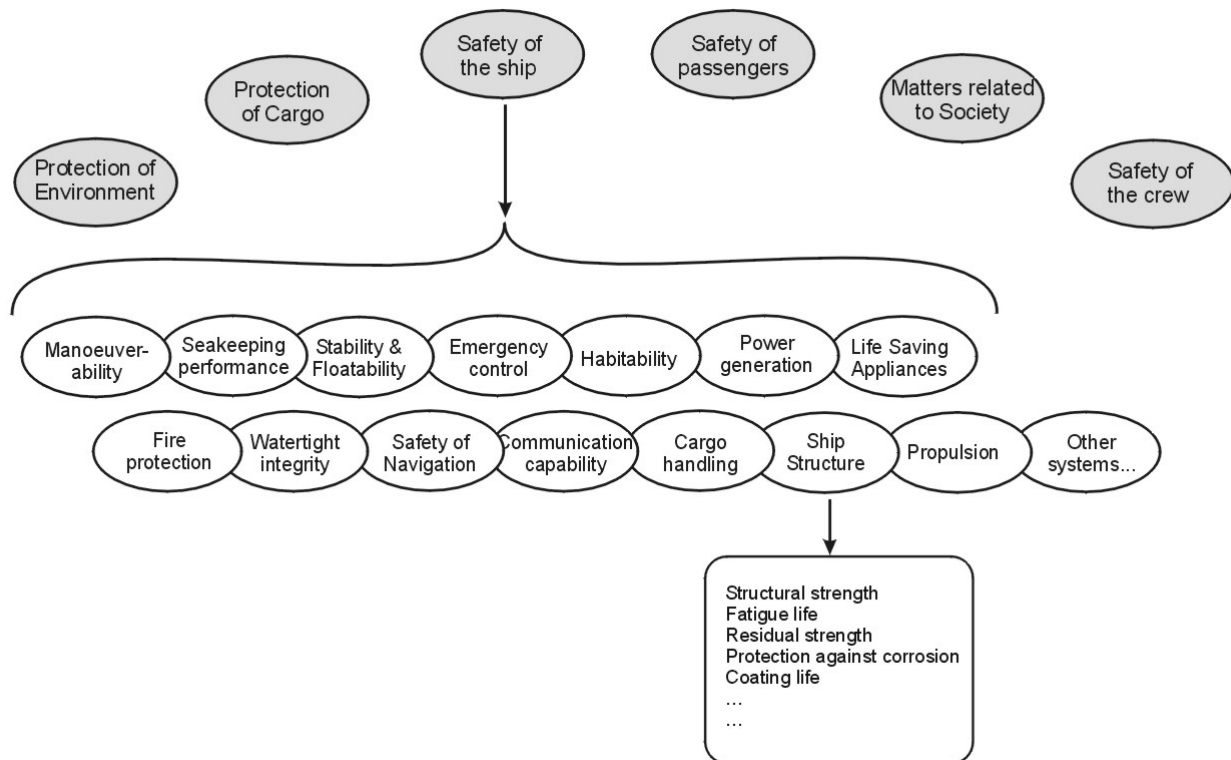 Safety of
the ship
Safety of
passengers
Protection
of Cargo
Matters related
to Society
Protection of
Environment
Safety of
the crew
Manoeuver-
ability
Seakeeping
performance
Stability &
Floatability
Emergency
control
Habitability
Power
generation
Life Saving
Appliances
Fire
protection
Watertight
integrity
Safety of
Navigation
Communication
capability
Cargo
handling
Ship
Structure
Propulsion
Other
systems...
Structural strength
Fatigue life
Residual strength
Protection against corrosion
Coating life
...
...